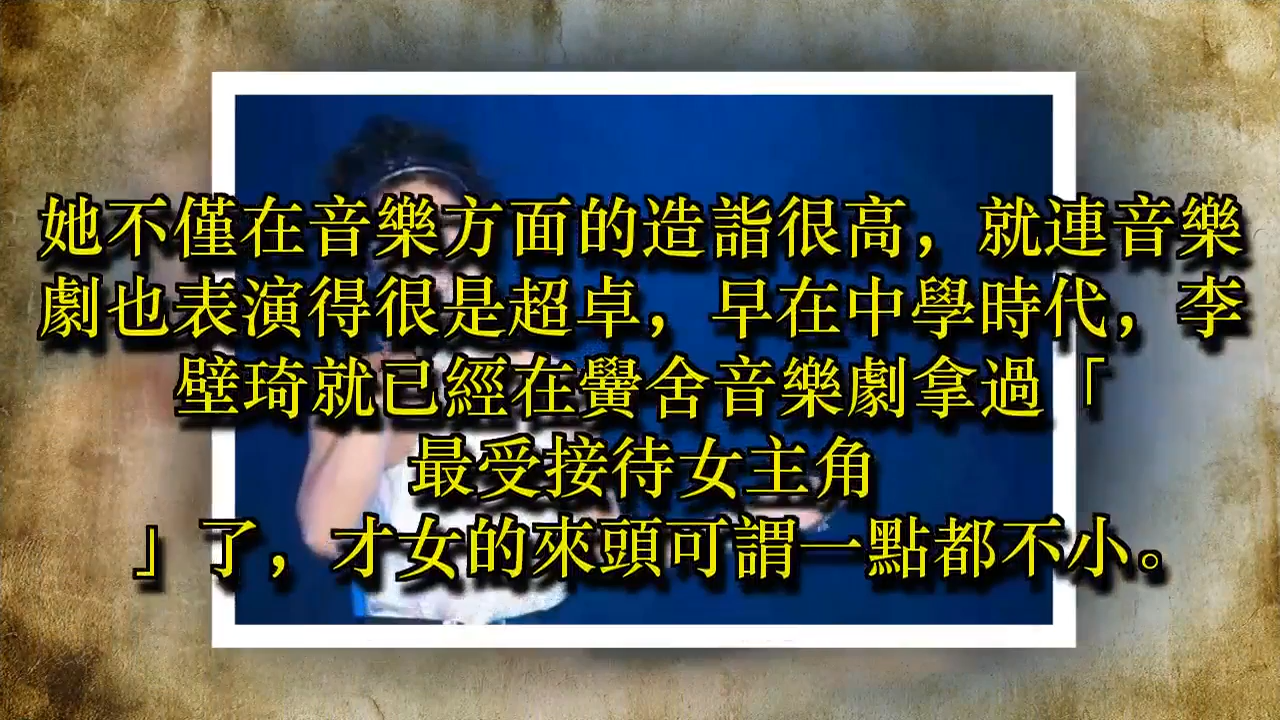 她不僅在音樂方面的造詣很高，就連音樂
劇也表演得很是超卓，早在中學時代，李
壁琦就已經在黌舍音樂劇拿過「
最受接待女主角
」了，才女的來頭可謂一點都不小。